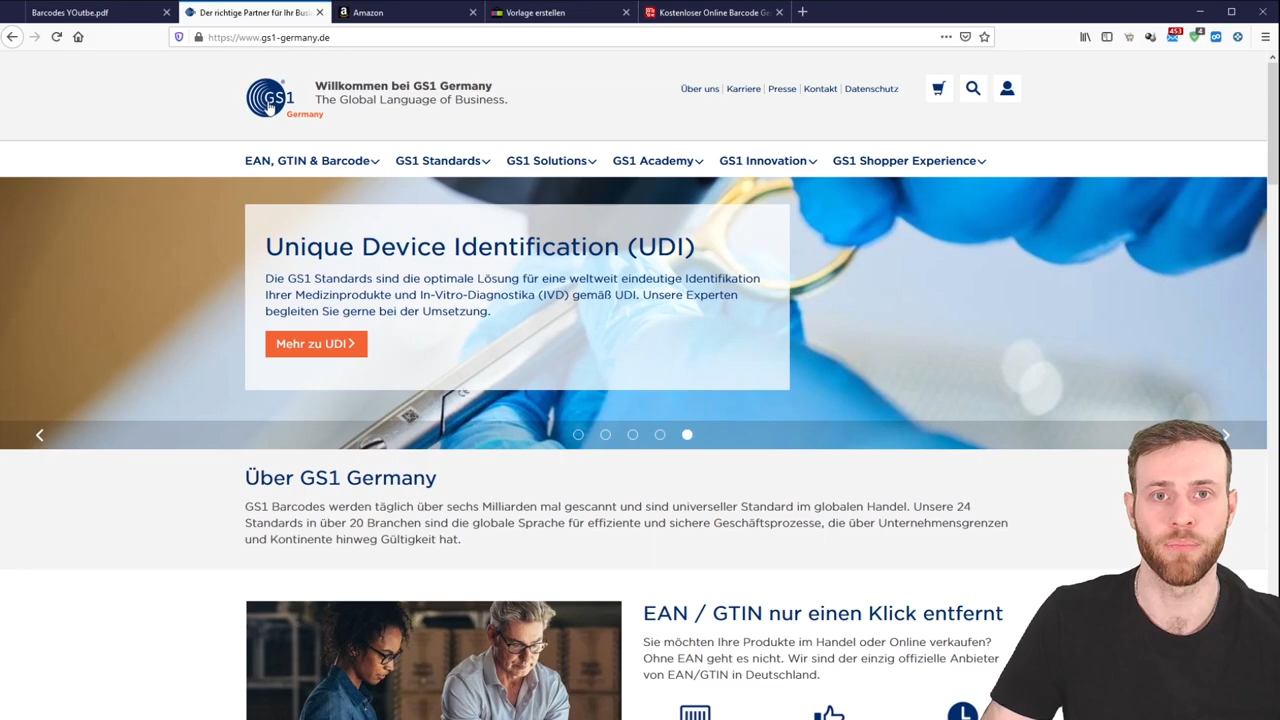 Barcodes YOutbe.pdf
Der richtige Partner für Ihr Busi
Amazon
Vorlage erstellen
Kostenloser Online Barcode Ge
https://www.gs1-germany.de
453
4
GS1
Germany
Willkommen bei GS1 Germany
The Global Language of Business.
Über uns | Karriere | Presse | Kontakt | Datenschutz
EAN, GTIN & Barcode
GS1 Standards
GS1 Solutions
GS1 Academy
GS1 Innovation
GS1 Shopper Experience
Unique Device Identification (UDI)
Die GS1 Standards sind die optimale Lösung für eine weltweit eindeutige Identifikation
Ihrer Medizinprodukte und In-Vitro-Diagnostika (IVD) gemäß UDI. Unsere Experten
begleiten Sie gerne bei der Umsetzung.
Mehr zu UDI
Über GS1 Germany
GS1 Barcodes werden täglich über sechs Milliarden mal gescannt und sind universeller Standard im globalen Handel. Unsere 24
Standards in über 20 Branchen sind die globale Sprache für effiziente und sichere Geschäftsprozesse, die über Unternehmensgrenzen
und Kontinente hinweg Gültigkeit hat.
EAN / GTIN nur einen Klick entfernt
Sie möchten Ihre Produkte im Handel oder Online verkaufen?
Ohne EAN geht es nicht. Wir sind der einzig offizielle Anbieter
von EAN/GTIN in Deutschland.